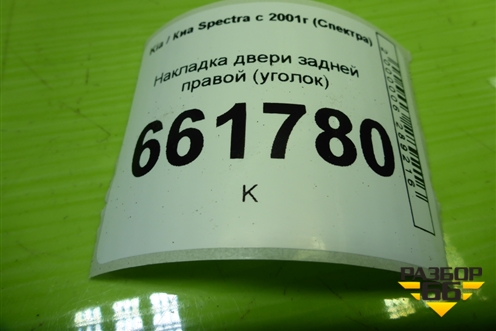 Kia / Киа Spectra с 2001г (Спектра)
Накладка двери задней
правой (уголок)
661780
К
РАЗБОР
66